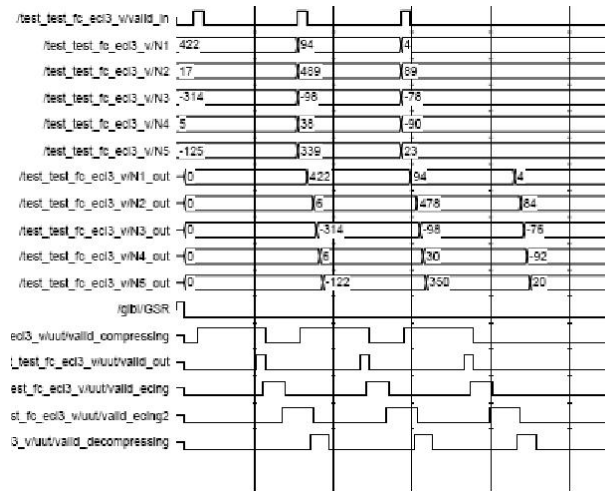 /test_test_fc_ecl3_v/valid_in
/test_test_fc_ecl3_v/N1 422 94 4
/test_test_fc_ecl3_v/N2 17 489 89
/test_test_fc_ecl3_v/N3 -314 -98 -78
/test_test_fc_ecl3_v/N4 5 38 -90
/test_test_fc_ecl3_v/N5 -125 339 23
/test_test_fc_ecl3_v/N1_out 0 422 94 4
/test_test_fc_ecl3_v/N2_out 0 6 478 84
/test_test_fc_ecl3_v/N3_out 0 -314 -98 -76
/test_test_fc_ecl3_v/N4_out 0 6 30 -92
/test_test_fc_ecl3_v/N5_out 0 -122 350 20
/glbl/GSR
ecl3_v/uut/valid_compressing
_test_fc_ecl3_v/uut/valid_out
est_fc_ecl3_v/uut/valid_ecing
st_fc_ecl3_v/uut/valid_ecing2
3_v/uut/valid_decompressing